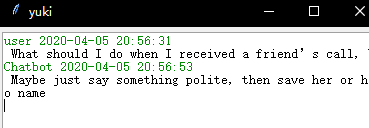 yuki
user 2020-04-05 20:56:31
What should I do when I received a friend's call,
Chatbot 2020-04-05 20:56:53
Maybe just say something polite, then save her or h
o name